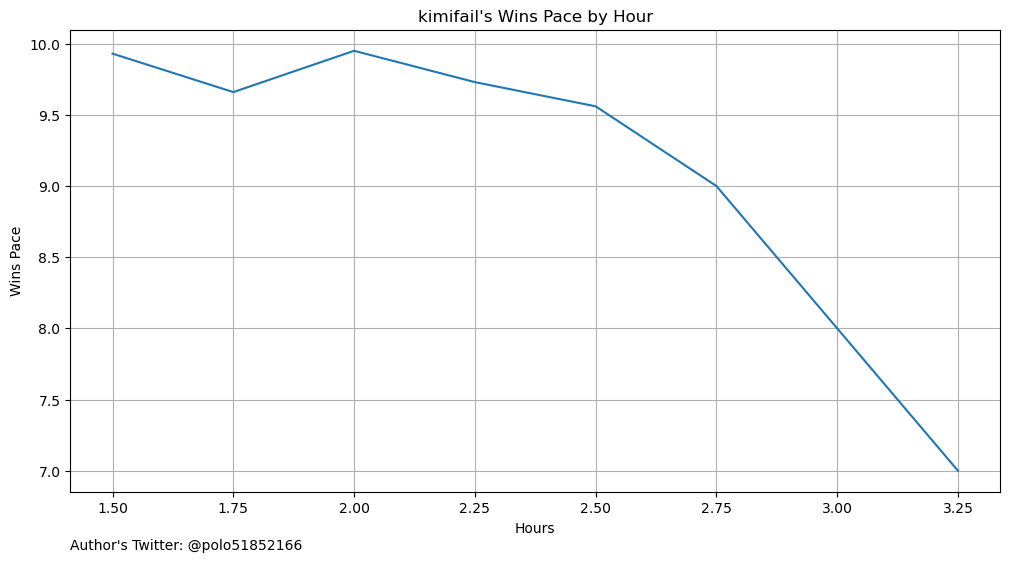 kimifail's Wins Pace by Hour
10.0
9.5
9.0
8.5
8.0
7.5
7.0
Wins Pace
1.50 1.75 2.00 2.25 2.50 2.75 3.00 3.25
Hours
Author's Twitter: @polo51852166